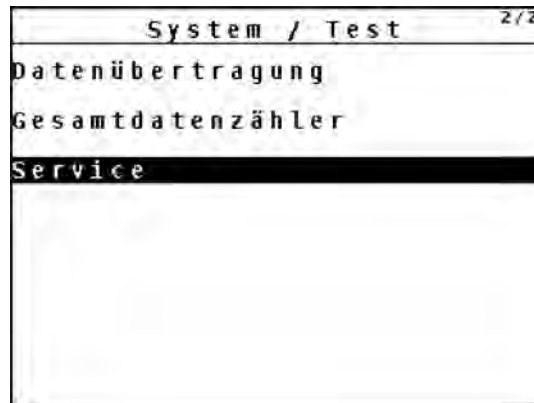 System / Test 2/2
Datenübertragung
Gesamtdatenzähler
Service